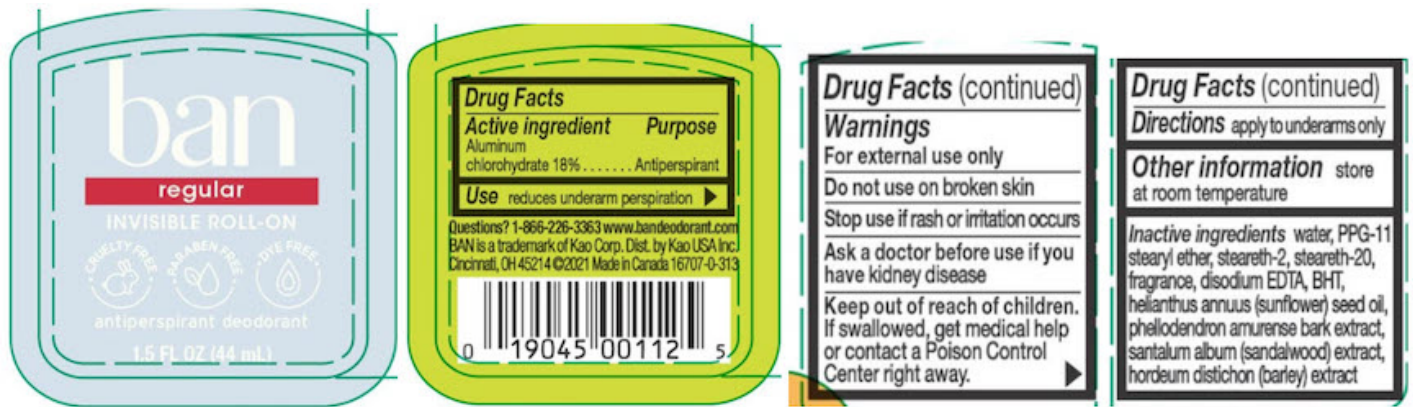 ban
regular
INVISIBLE ROLL-ON
CRUELTY FREE
PARABEN FREE
DYE FREE
antiperspirant deodorant
1.5 FL OZ (44 mL)
Drug Facts
Active ingredient Purpose
Aluminum
chlorohydrate 18% . . . . . . Antiperspirant
Use reduces underarm perspiration
Questions? 1-866-226-3363 www.bandeodorant.com
BAN is a trademark of Kao Corp. Dist. by Kao USA Inc.
Cincinnati, OH 45214 ©2021 Made in Canada 16707-0-313
0 19045 00112 5
Drug Facts (continued)
Warnings
For external use only
Do not use on broken skin
Stop use if rash or irritation occurs
Ask a doctor before use if you
have kidney disease
Keep out of reach of children.
If swallowed, get medical help
or contact a Poison Control
Center right away.
Drug Facts (continued)
Directions apply to underarms only
Other information store
at room temperature
Inactive ingredients water, PPG-11
stearyl ether, steareth-2, steareth-20,
fragrance, disodium EDTA, BHT,
helianthus annuus (sunflower) seed oil,
phellodendron amurense bark extract,
santalum album (sandalwood) extract,
hordeum distichon (barley) extract